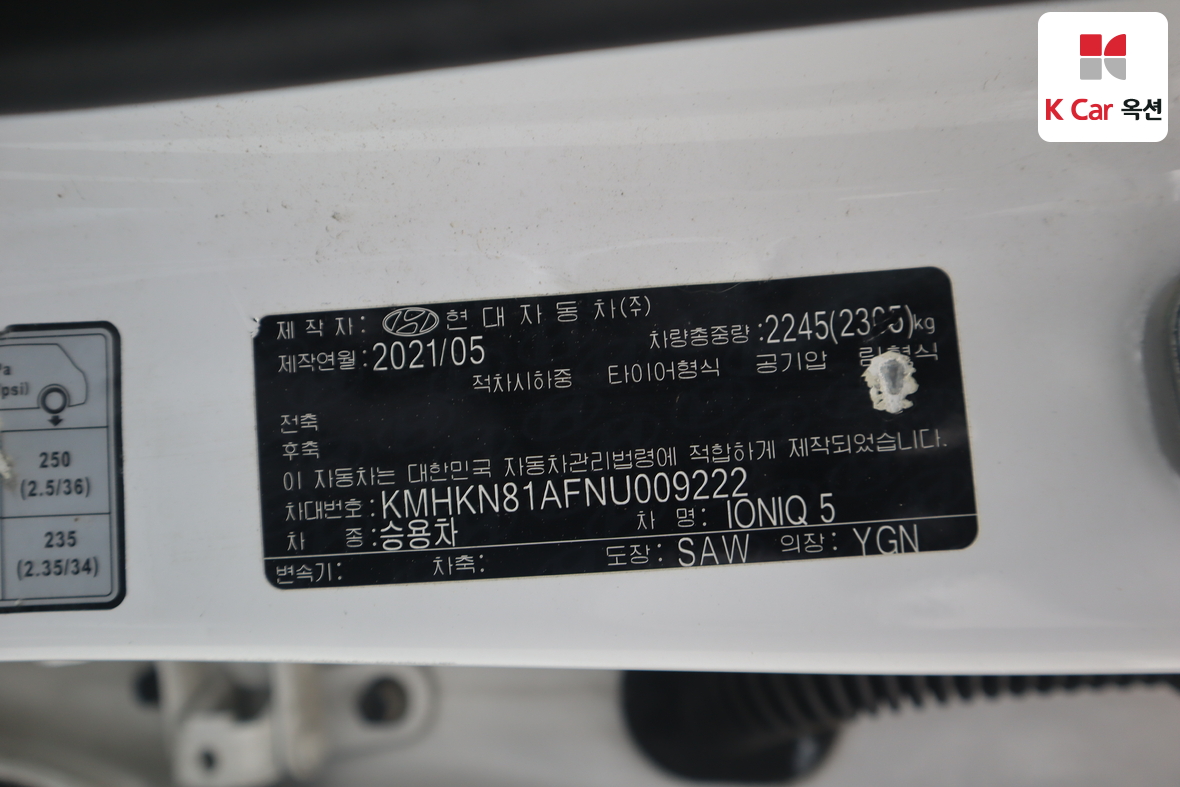 K Car 옥션
제 작 자 : 현 대 자 동 차(주)
제작연월 : 2021/05
차량총중량 : 2245( kg
적차시하중 타이어형식 공기압
전축
후축
이 자동차는 대한민국 자동차관리법령에 적합하게 제작되었습니다.
차대번호 : KMHKN81AFNU009222
차 종 : 승용차 차 명 : IONIQ 5
변속기 : 차축 : 도장 : SAW 의장 : YGN
psi)
250
(2.5/36)
235
(2.35/34)